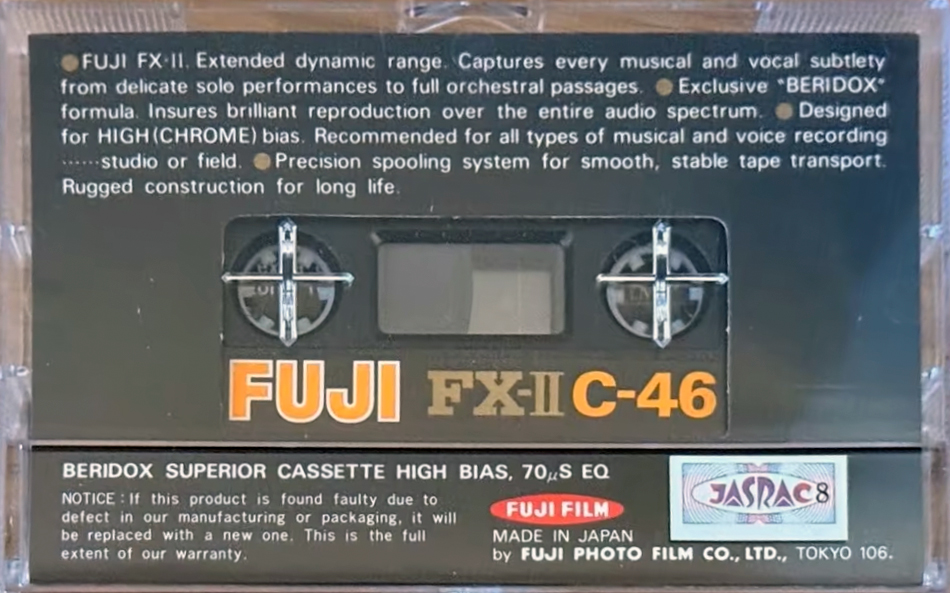 ●FUJI FX-II. Extended dynamic range. Captures every musical and vocal subtlety
from delicate solo performances to full orchestral passages. ●Exclusive "BERIDOX"
formula. Insures brilliant reproduction over the entire audio spectrum. ●Designed
for HIGH(CHROME) bias. Recommended for all types of musical and voice recording
······studio or field. ●Precision spooling system for smooth, stable tape transport.
Rugged construction for long life.
FUJI FX-II C-46
BERIDOX SUPERIOR CASSETTE HIGH BIAS, 70μS EQ
NOTICE : If this product is found faulty due to
defect in our manufacturing or packaging, it will
be replaced with a new one. This is the full
extent of our warranty.
FUJI FILM
MADE IN JAPAN
by FUJI PHOTO FILM CO., LTD., TOKYO 106.
JASRAC 8